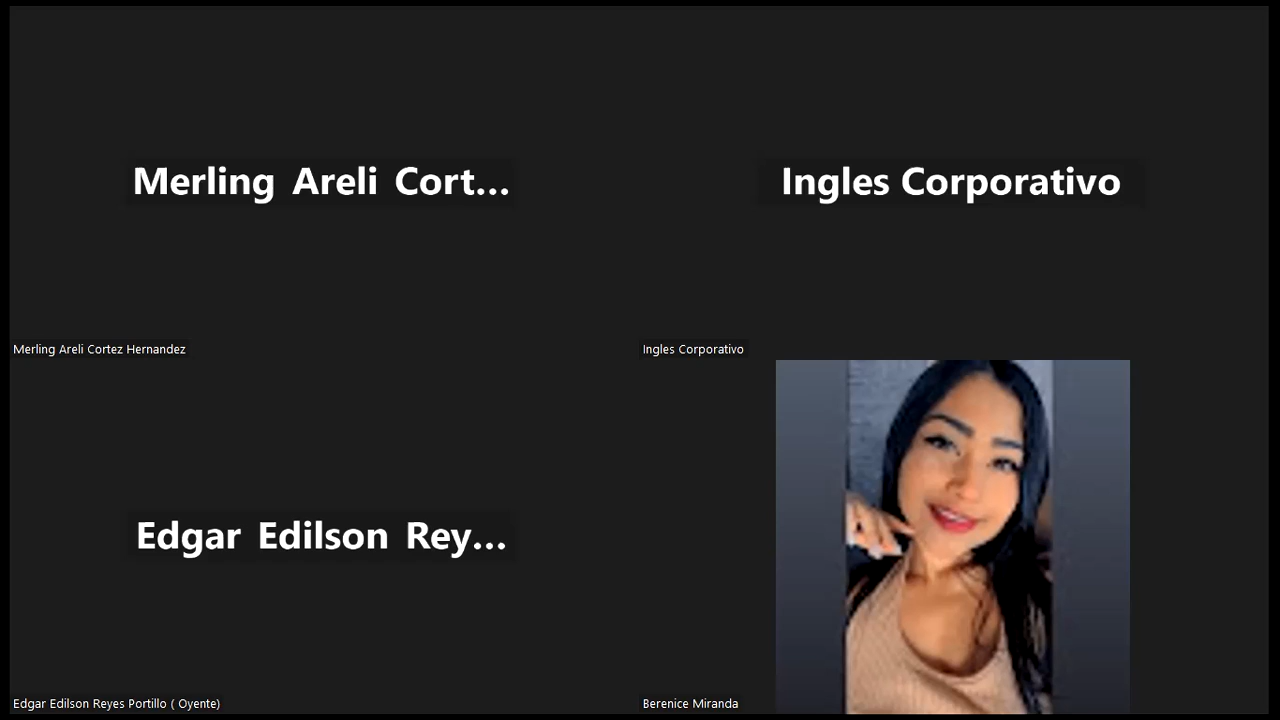 Merling Areli Cort...
Ingles Corporativo
Merling Areli Cortez Hernandez
Ingles Corporativo
Edgar Edilson Rey...
Edgar Edilson Reyes Portillo ( Oyente)
Berenice Miranda